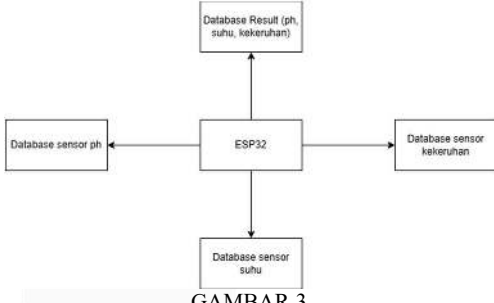 Database Result (ph,
suhu, kekeruhan)
Database sensor ph
ESP32
Database sensor
kekeruhan
Database sensor
suhu
GAMBAR 3